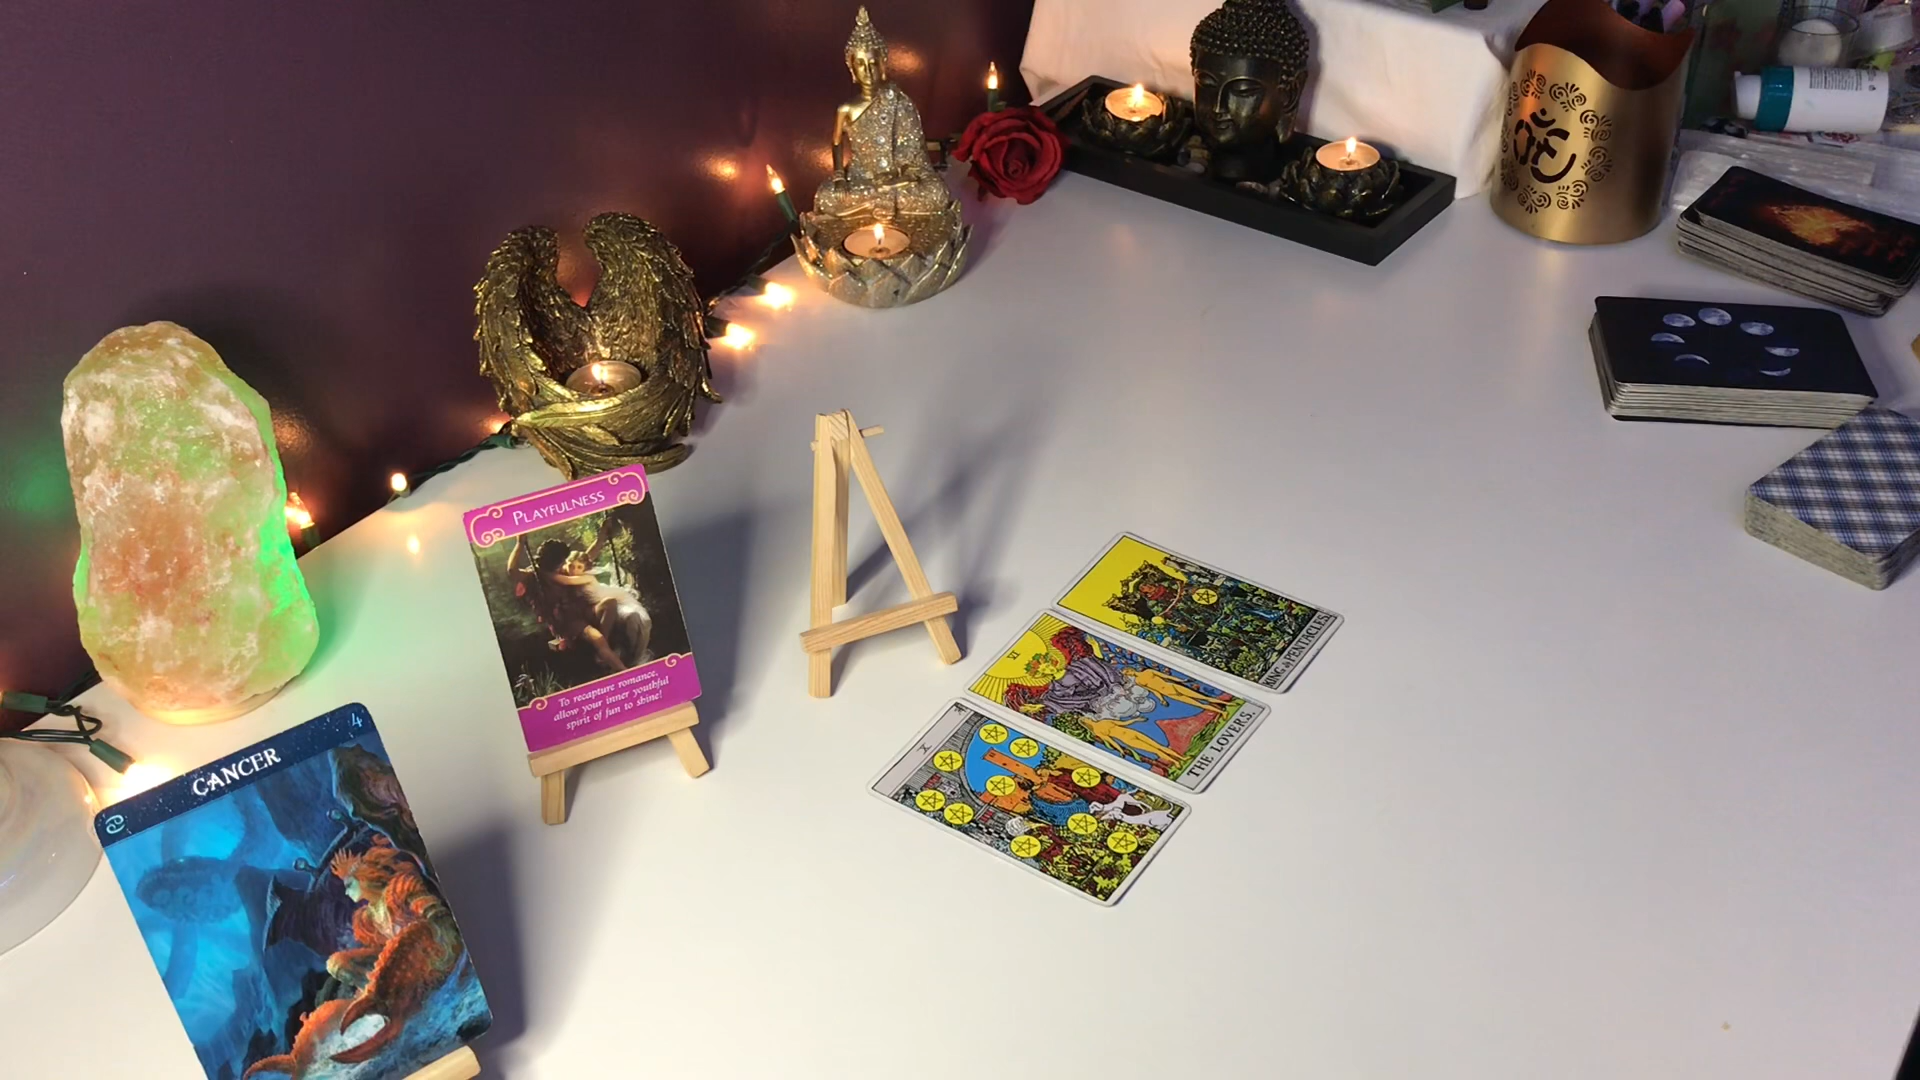 PLAYFULNESS
To recapture romance,
allow your inner youthful
spirit of fun to shine!
4
CANCER
KING of PENTACLES.
VI
THE LOVERS.
X